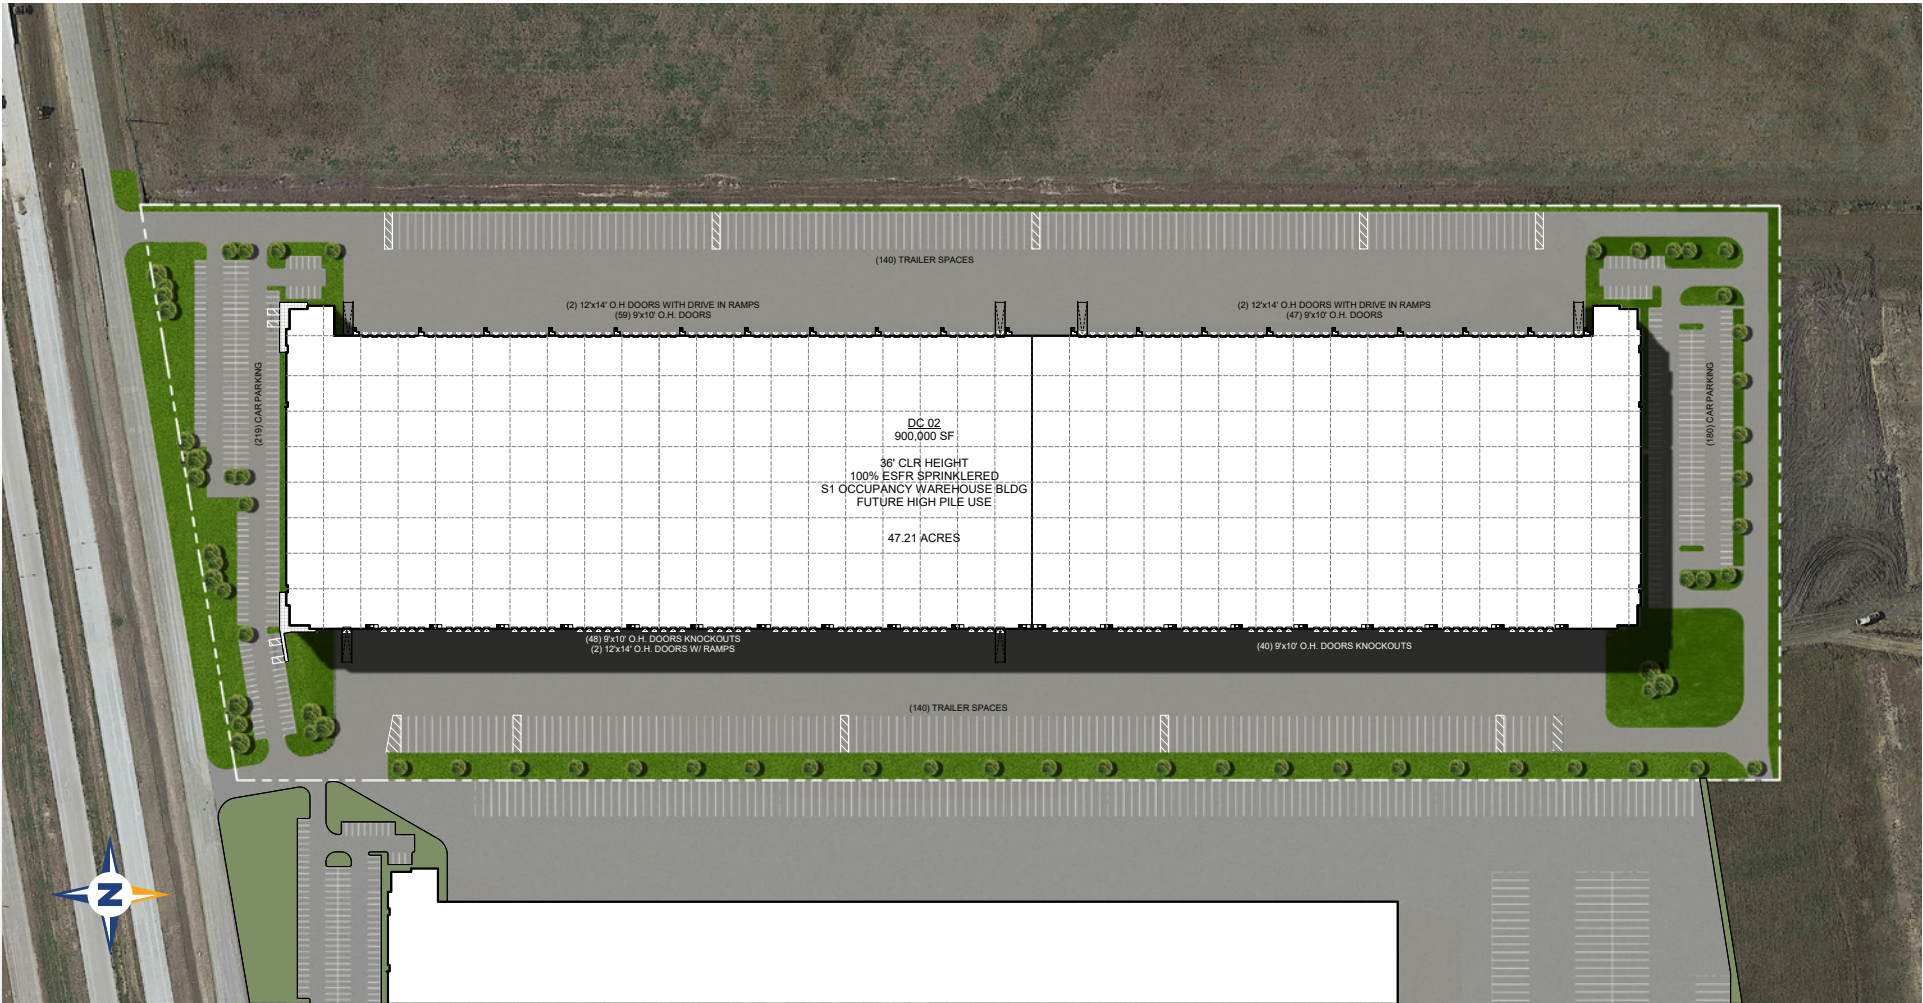 (140) TRAILER SPACES
(2) 12'x14' O.H DOORS WITH DRIVE IN RAMPS
(59) 9'x10' O.H. DOORS
(2) 12'x14' O.H DOORS WITH DRIVE IN RAMPS
(47) 9'x10' O.H. DOORS
(219) CAR PARKING
(180) CAR PARKING
DC 02
900,000 SF
36' CLR HEIGHT
100% ESFR SPRINKLERED
S1 OCCUPANCY WAREHOUSE BLDG
FUTURE HIGH PILE USE
47.21 ACRES
(48) 9'x10' O.H. DOORS KNOCKOUTS
(2) 12'x14' O.H. DOORS W/ RAMPS
(40) 9'x10' O.H. DOORS KNOCKOUTS
(140) TRAILER SPACES
N